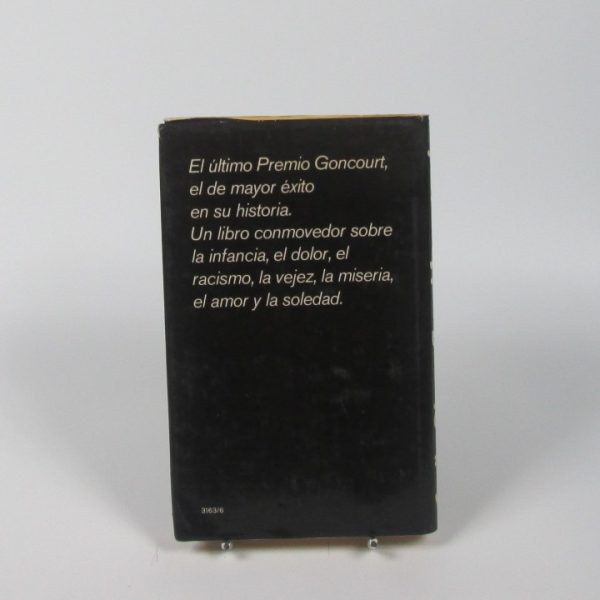 El último Premio Goncourt,
el de mayor éxito
en su historia.
Un libro conmovedor sobre
la infancia, el dolor, el
racismo, la vejez, la miseria,
el amor y la soledad.
3163/6